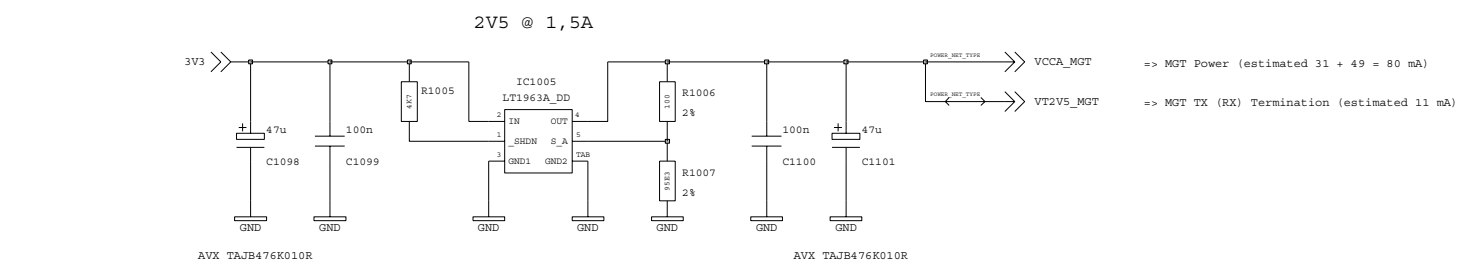 2V5 @ 1,5A
3V3
POWER_NET_TYPE
VCCA_MGT
=> MGT Power (estimated 31 + 49 = 80 mA)
IC1005
LT1963A_DD
R1005
4K7
R1006
100
2%
POWER_NET_TYPE
VT2V5_MGT
=> MGT TX (RX) Termination (estimated 11 mA)
2 IN OUT 4
1 _SHDN S_A 5
3 GND1 GND2 TAB
+ 47u
C1098
100n
C1099
100n
C1100
+ 47u
C1101
R1007
95E3
2%
GND GND GND GND GND GND GND
AVX TAJB476K010R
AVX TAJB476K010R